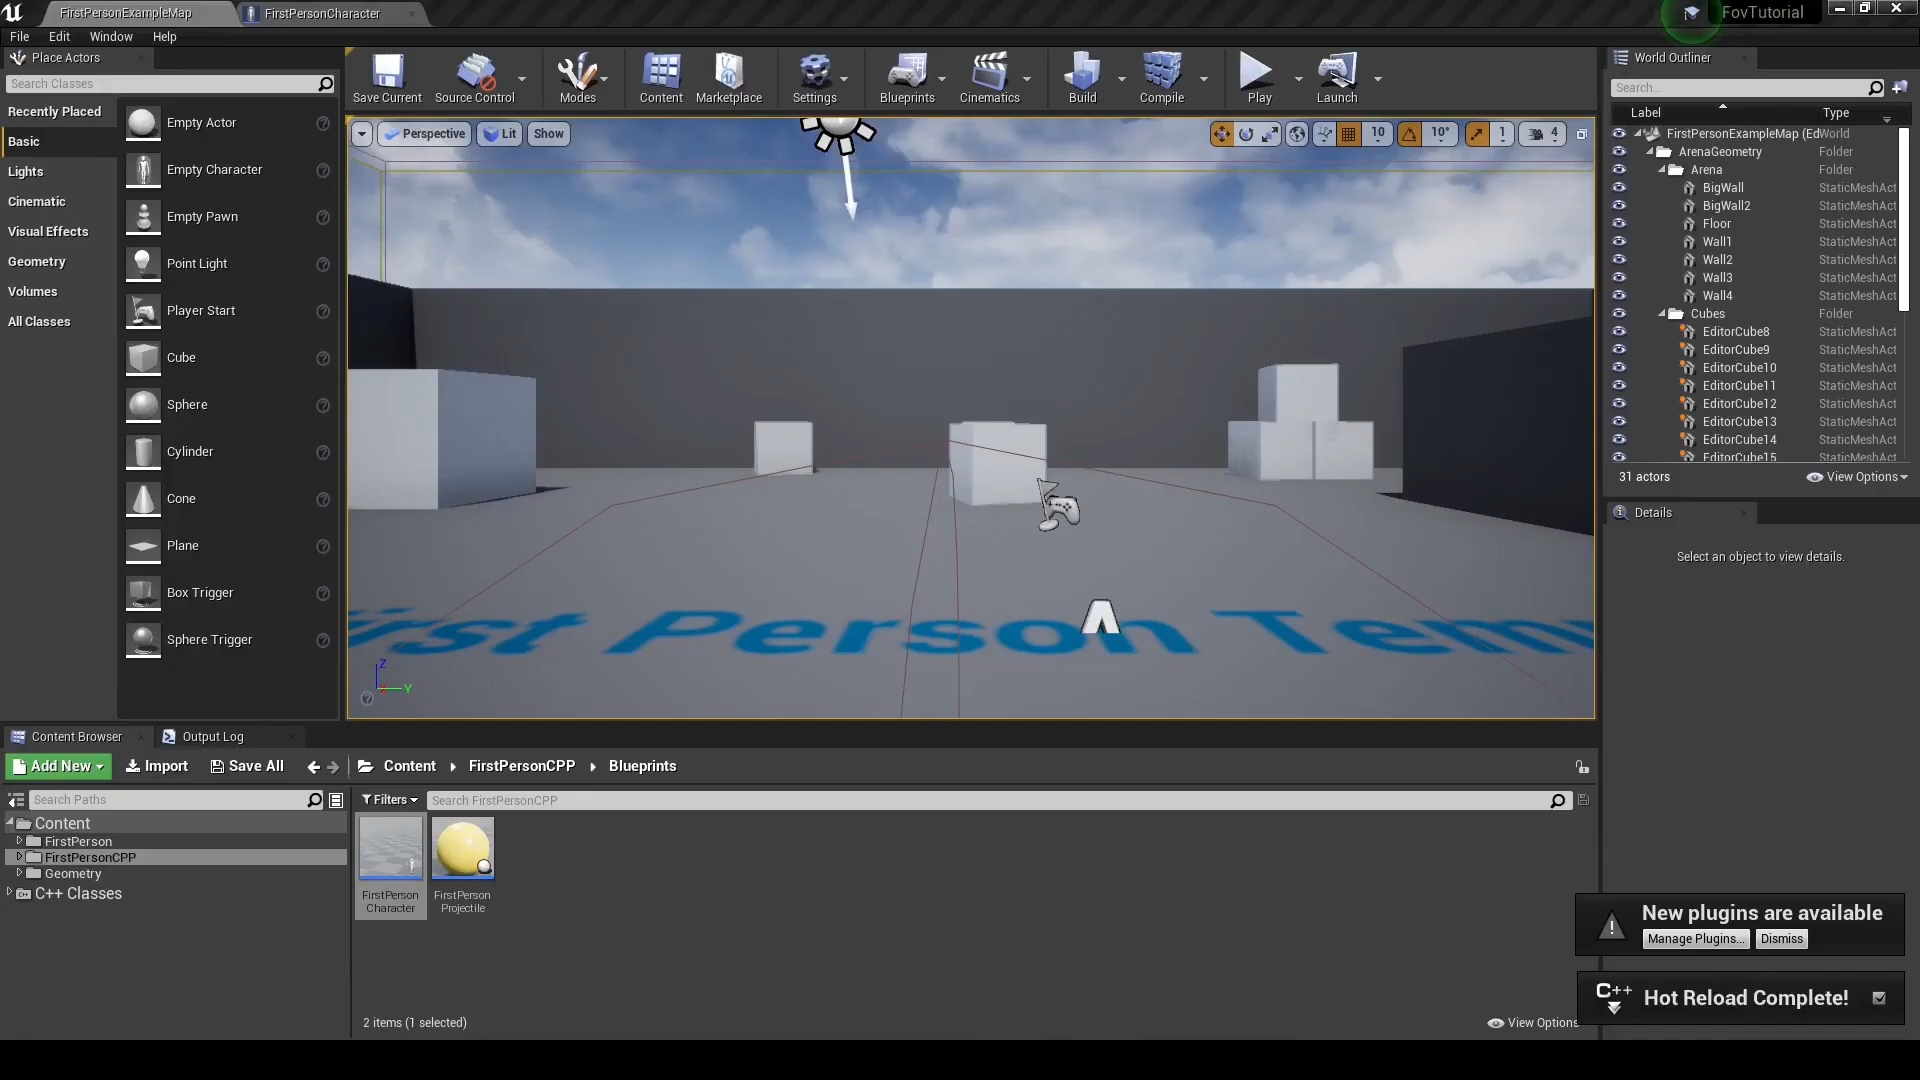 FirstPersonExampleMap
FirstPersonCharacter
FovTutorial
File Edit Window Help
Place Actors
Search Classes
Recently Placed
Basic
Lights
Cinematic
Visual Effects
Geometry
Volumes
All Classes
Empty Actor
Empty Character
Empty Pawn
Point Light
Player Start
Cube
Sphere
Cylinder
Cone
Plane
Box Trigger
Sphere Trigger
Save Current
Source Control
Modes
Content
Marketplace
Settings
Blueprints
Cinematics
Build
Compile
Play
Launch
Perspective
Lit
Show
10
10°
1
4
First Person Tem
Z
X
Y
World Outliner
Search...
Label Type
FirstPersonExampleMap (Ed World
ArenaGeometry Folder
Arena Folder
BigWall StaticMeshAct
BigWall2 StaticMeshAct
Floor StaticMeshAct
Wall1 StaticMeshAct
Wall2 StaticMeshAct
Wall3 StaticMeshAct
Wall4 StaticMeshAct
Cubes Folder
EditorCube8 StaticMeshAct
EditorCube9 StaticMeshAct
EditorCube10 StaticMeshAct
EditorCube11 StaticMeshAct
EditorCube12 StaticMeshAct
EditorCube13 StaticMeshAct
EditorCube14 StaticMeshAct
EditorCube15 StaticMeshAct
31 actors
View Options
Details
Select an object to view details.
Content Browser
Output Log
Add New
Import
Save All
Content
FirstPersonCPP
Blueprints
Search Paths
Content
FirstPerson
FirstPersonCPP
Geometry
C++ Classes
Filters
Search FirstPersonCPP
FirstPerson
Character
FirstPerson
Projectile
2 items (1 selected)
View Options
New plugins are available
Manage Plugins...
Dismiss
C++
Hot Reload Complete!